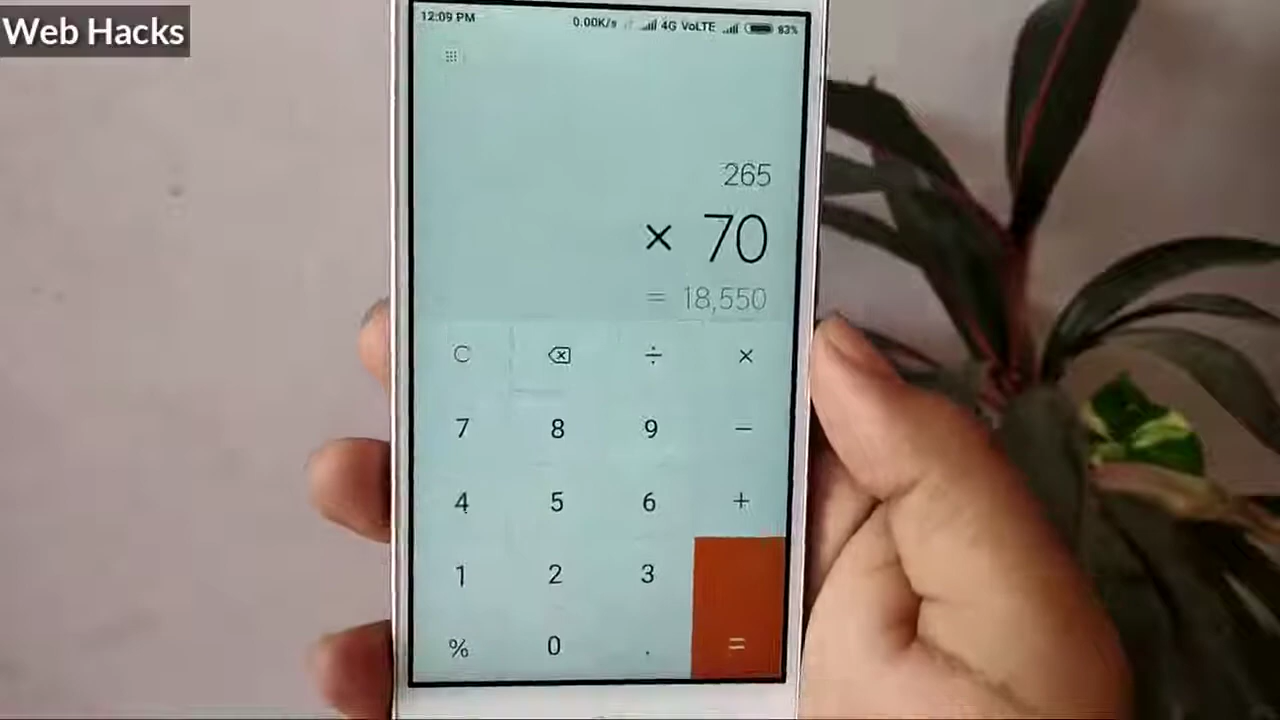 Web Hacks
12:09 PM 0.00K/s 4G VoLTE 83%
265
× 70
= 18,550
C ÷ ×
7 8 9 −
4 5 6 +
1 2 3
% 0 . =